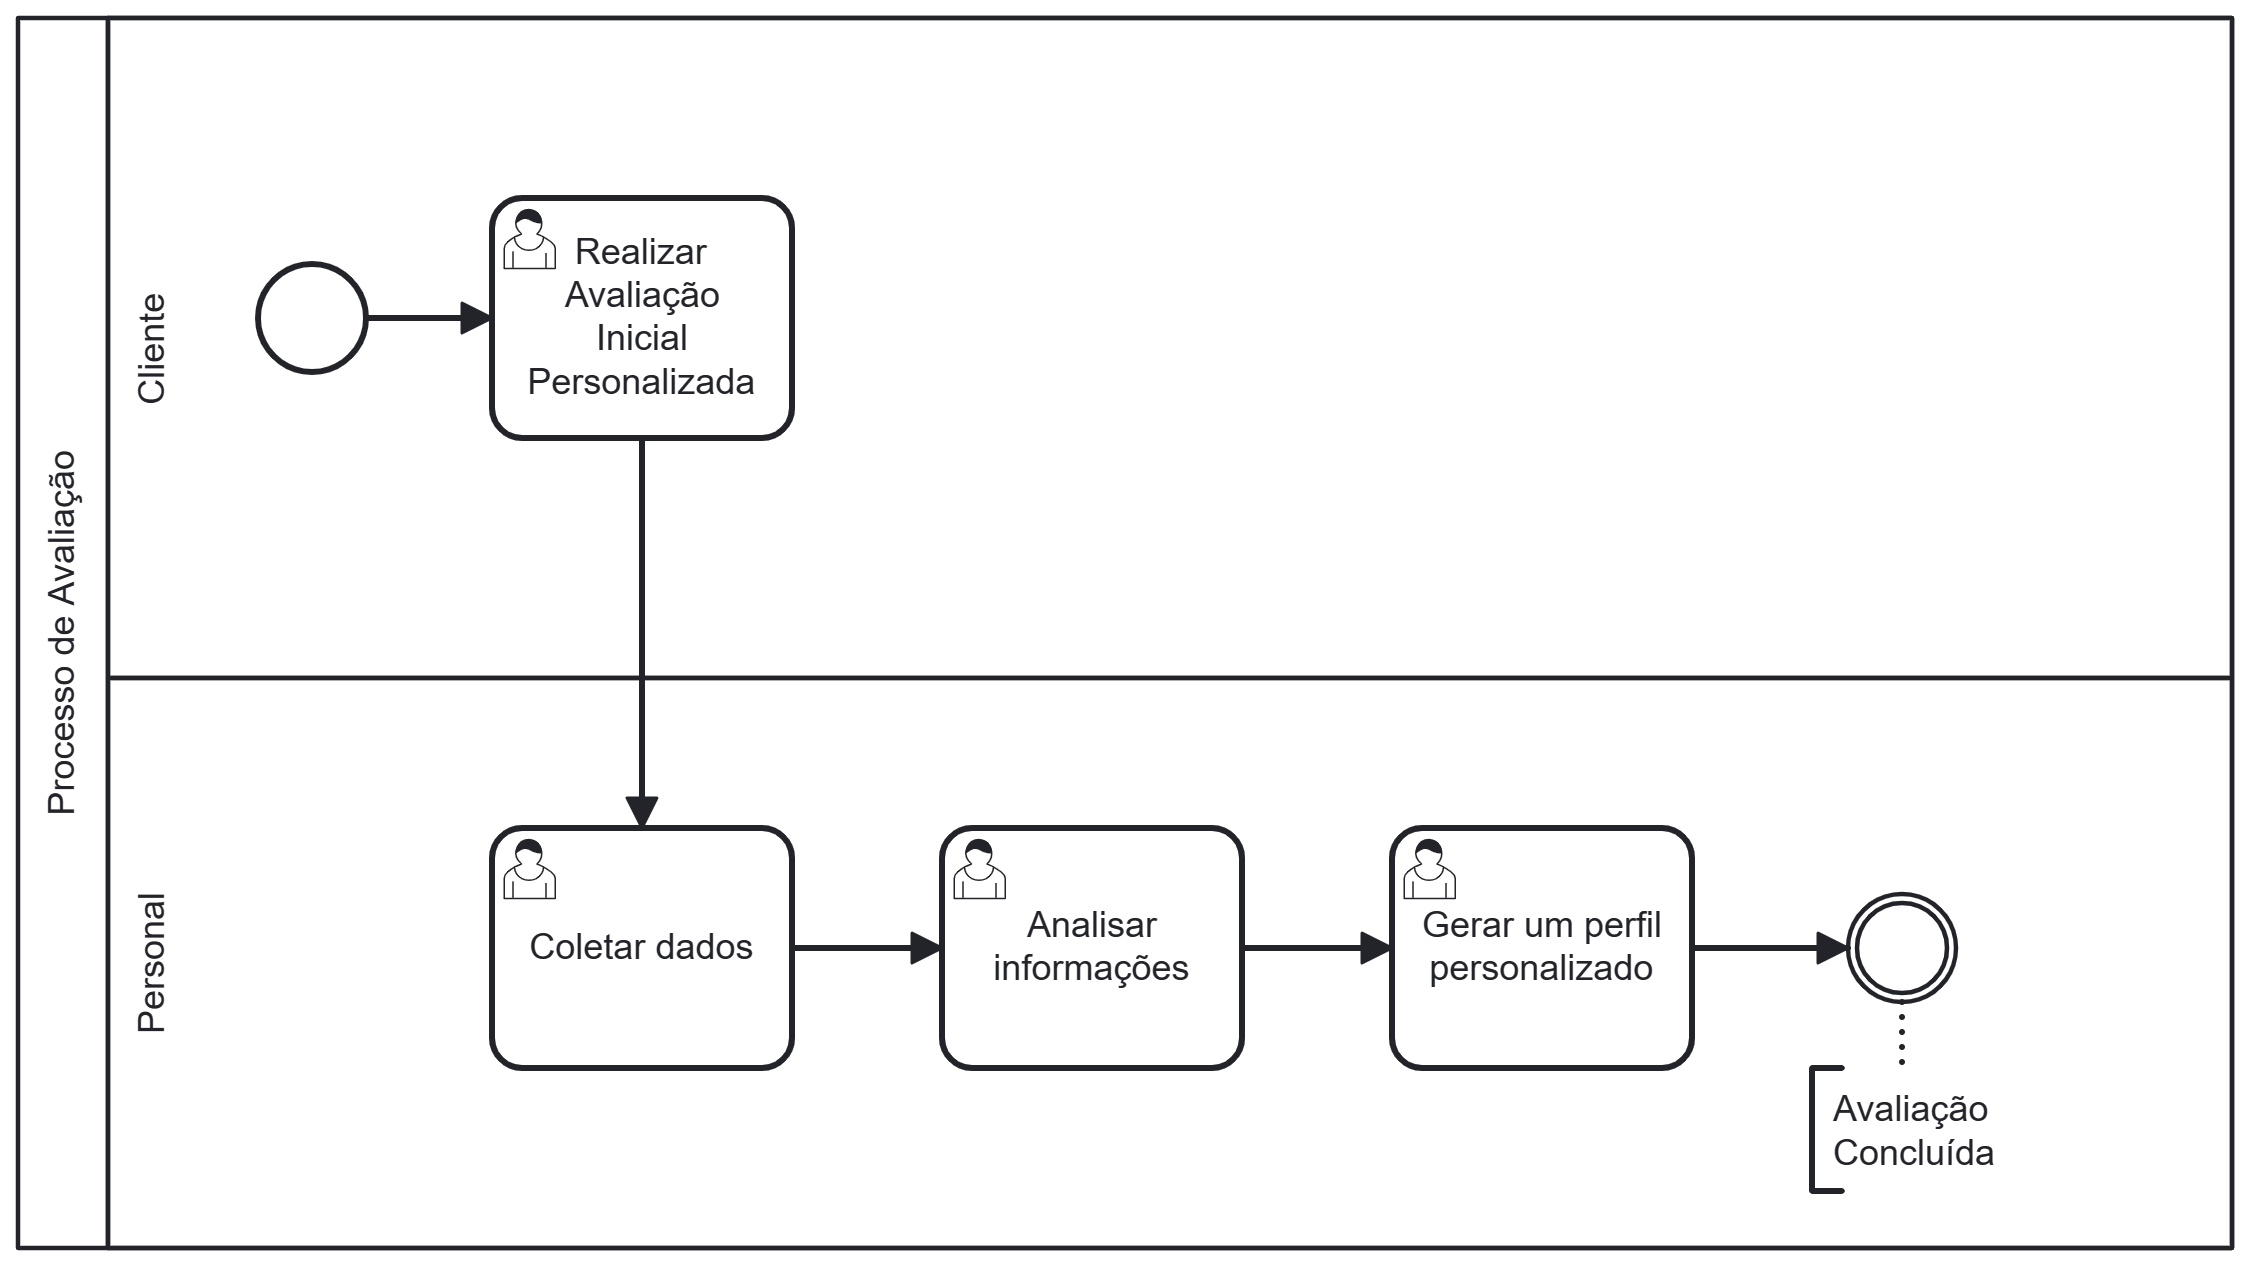 Processo de Avaliação
Cliente
Realizar
Avaliação
Inicial
Personalizada
Personal
Coletar dados
Analisar
informações
Gerar um perfil
personalizado
Avaliação
Concluída